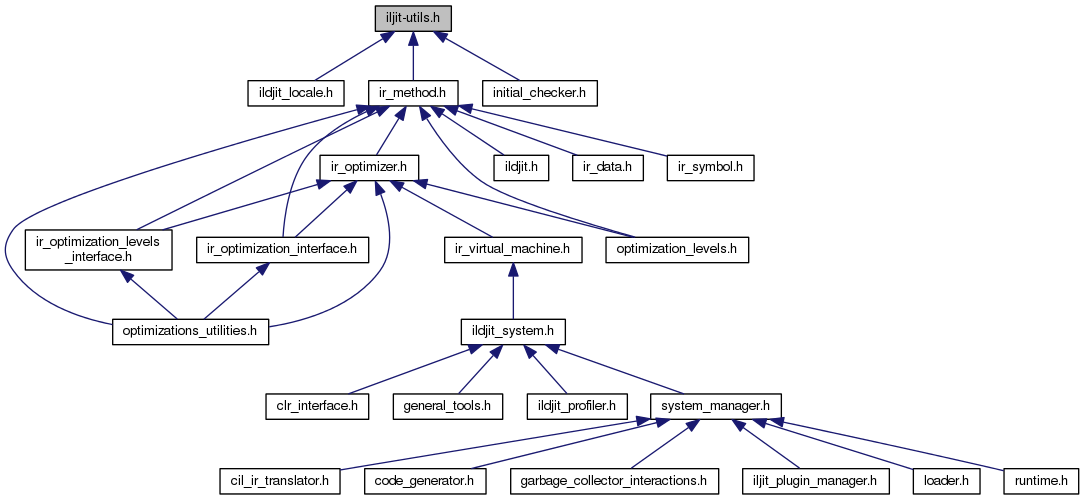 iljit-utils.h
ildjit_locale.h
ir_method.h
initial_checker.h
ir_optimizer.h
ildjit.h
ir_data.h
ir_symbol.h
ir_optimization_levels
_interface.h
ir_optimization_interface.h
ir_virtual_machine.h
optimization_levels.h
optimizations_utilities.h
ildjit_system.h
clr_interface.h
general_tools.h
ildjit_profiler.h
system_manager.h
cil_ir_translator.h
code_generator.h
garbage_collector_interactions.h
iljit_plugin_manager.h
loader.h
runtime.h